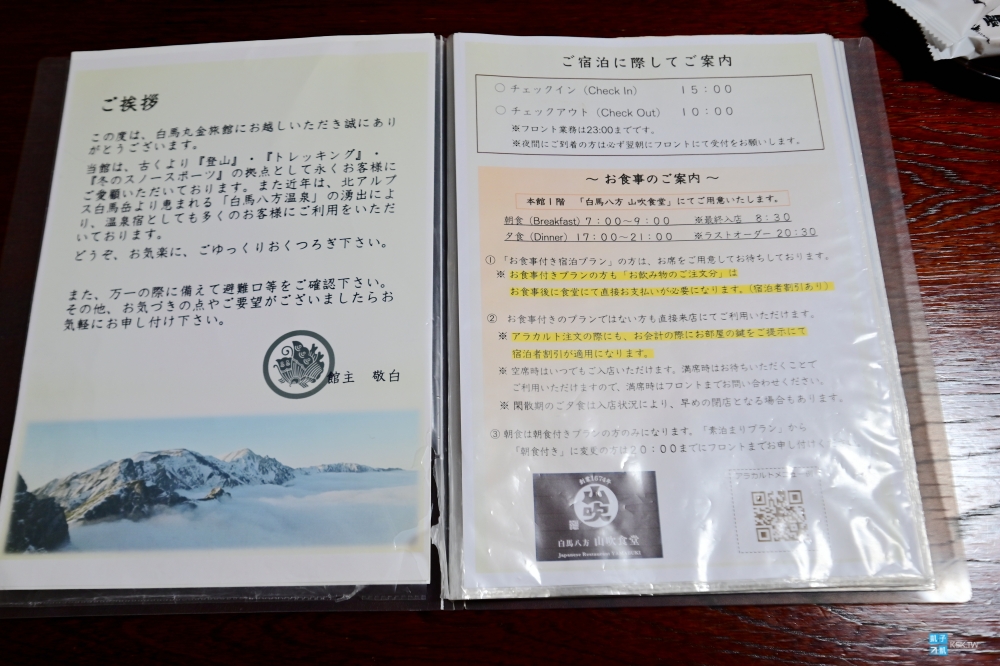 ご挨拶
この度は、白馬丸金旅館にお越しいただき誠にあり
がとうございます。
当館は、古くより『登山』・『トレッキング』・
『冬のスノースポーツ』の拠点として永くお客様に
ご愛顧いただいております。また近年は、北アルプ
ス白馬岳より恵まれる「白馬八方温泉」の湧出によ
り、温泉宿としても多くのお客様にご利用をいただ
いております。
どうぞ、お気楽に、ごゆっくりおくつろぎ下さい。
また、万一の際に備えて避難口等をご確認下さい。
その他、お気づきの点やご要望がございましたらお
気軽にお申し付け下さい。
館主 敬白
ご宿泊に際してご案内
○ チェックイン（Check In） 15:00
○ チェックアウト（Check Out） 10:00
※フロント業務は23:00までです。
※夜間にご到着の方は必ず翌朝にフロントにて受付をお願いします。
～ お食事のご案内 ～
本館1階 「白馬八方 山吹食堂」にてご用意いたします。
朝食（Breakfast）7:00～9:00 ※最終入店 8:30
夕食（Dinner）17:00～21:00 ※ラストオーダー 20:30
① 「お食事付き宿泊プラン」の方は、お席をご用意してお待ちしております。
※ お食事付きプランの方も「お飲み物のご注文分」は
お食事後に食堂にて直接お支払いが必要になります。（宿泊者割引あり）
② お食事付きのプランではない方も直接来店にてご利用いただけます。
※ アラカルト注文の際にも、お会計の際にお部屋の鍵をご提示にて
宿泊者割引が適用になります。
※ 空席時はいつでもご入店いただけます。満席時はお待ちいただくことで
ご利用いただけますので、満席時はフロントまでお問い合わせください。
※ 閑散期のご夕食は入店状況により、早めの閉店となる場合もあります。
③ 朝食は朝食付きプランの方のみになります。「素泊まりプラン」から
「朝食付き」に変更の方は20:00までにフロントまでお申し付けく
山吹
白馬八方 山吹食堂
Japanese Restaurant
アラカルトメニュー